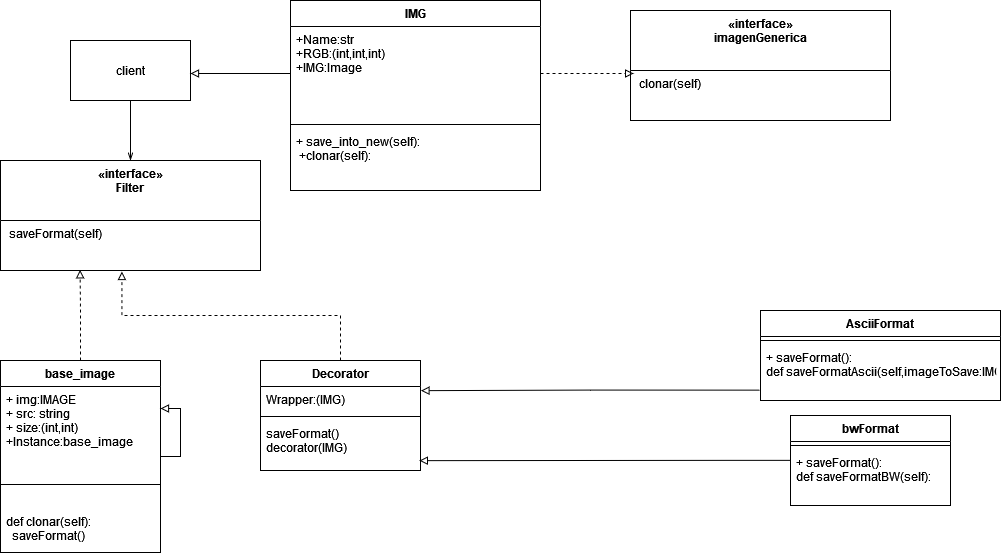 IMG
+Name:str
+RGB:(int,int,int)
+IMG:Image
+ save_into_new(self):
+clonar(self):
«interface»
imagenGenerica
clonar(self)
client
«interface»
Filter
saveFormat(self)
base_image
+ img:IMAGE
+ src: string
+ size:(int,int)
+Instance:base_image
def clonar(self):
saveFormat()
Decorator
Wrapper:(IMG)
saveFormat()
decorator(IMG)
AsciiFormat
+ saveFormat():
def saveFormatAscii(self,imageToSave:IM
bwFormat
+ saveFormat():
def saveFormatBW(self):